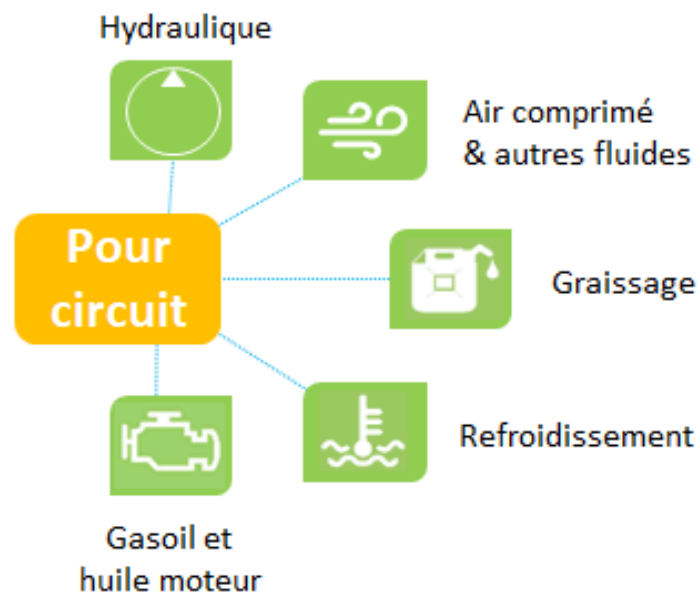 Hydraulique
Air comprimé
& autres fluides
Pour
circuit
Graissage
Refroidissement
Gasoil et
huile moteur